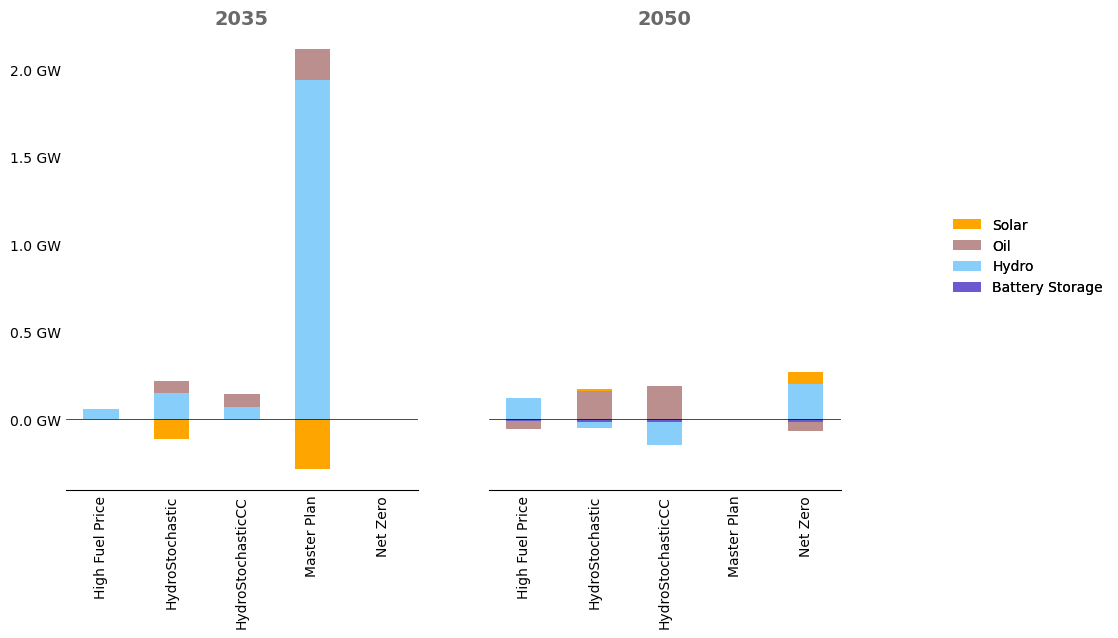 2035
2050
2.0 GW
1.5 GW
1.0 GW
0.5 GW
0.0 GW
Solar
Oil
Hydro
Battery Storage
High Fuel Price
HydroStochastic
HydroStochasticCC
Master Plan
Net Zero
High Fuel Price
HydroStochastic
HydroStochasticCC
Master Plan
Net Zero